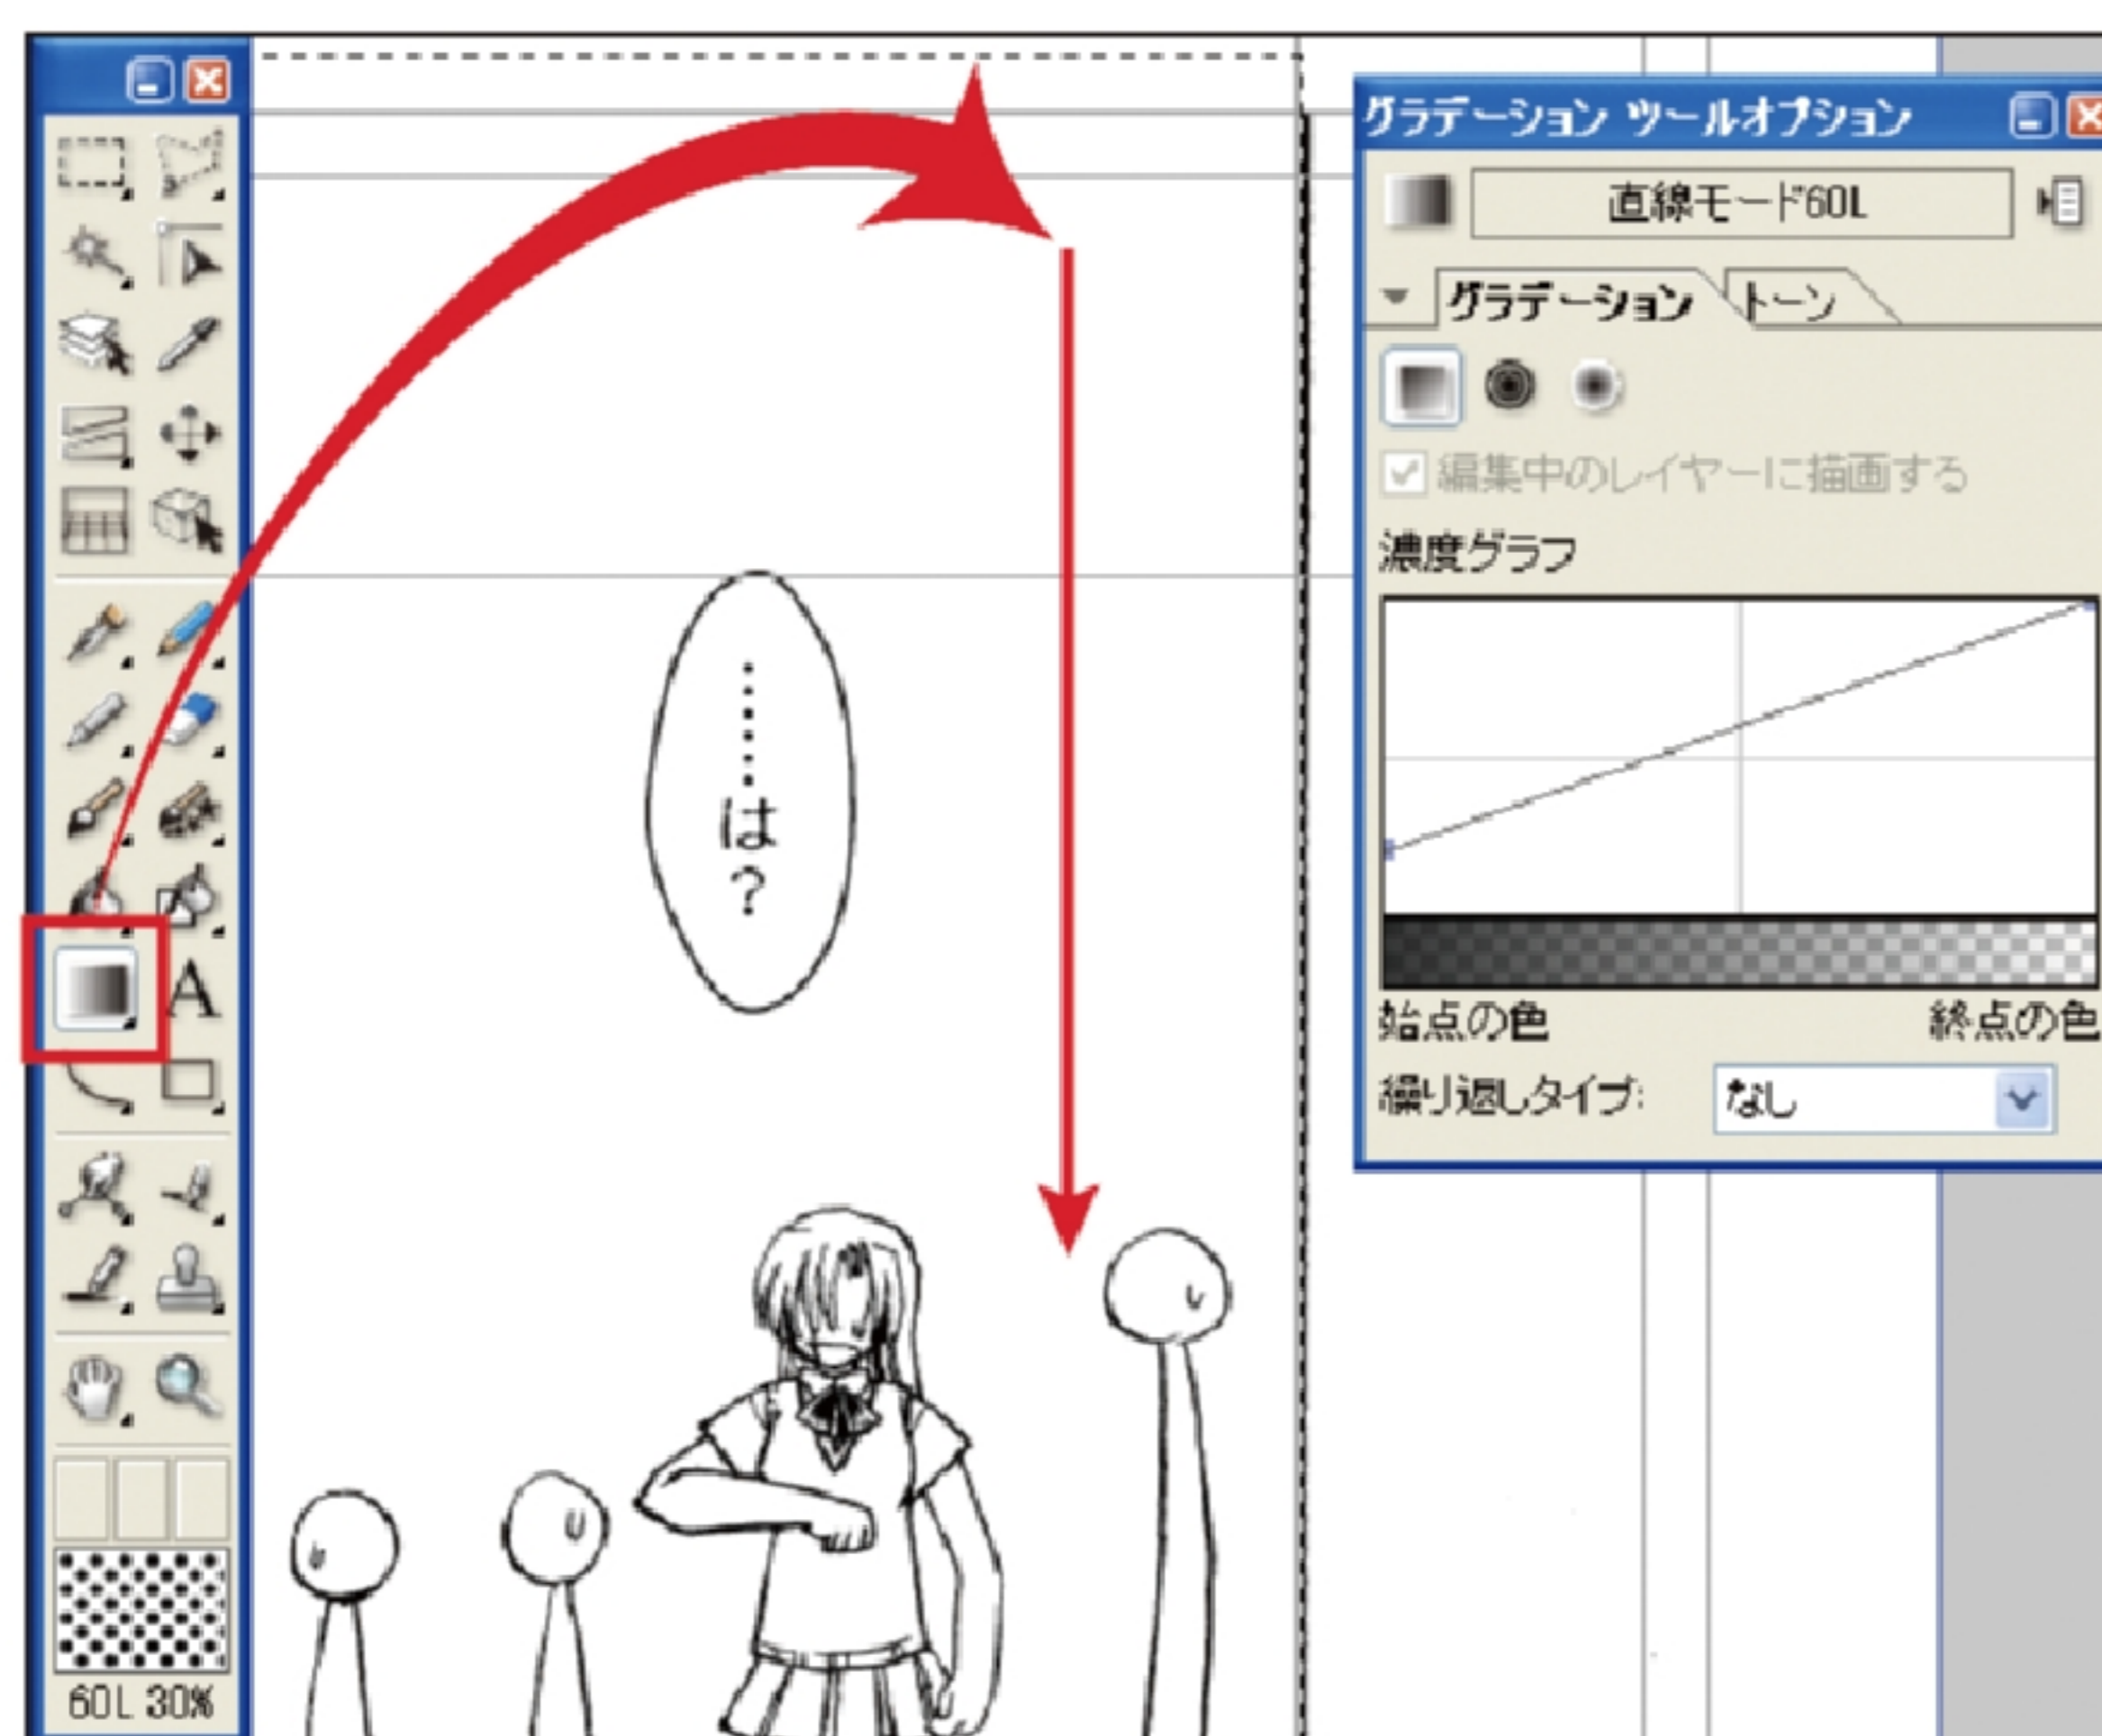 グラデーション ツールオプション
直線モード60L
グラデーション トーン
編集中のレイヤーに描画する
濃度グラフ
始点の色 終点の色
繰り返しタイプ: なし
………は?
A
60L 30%